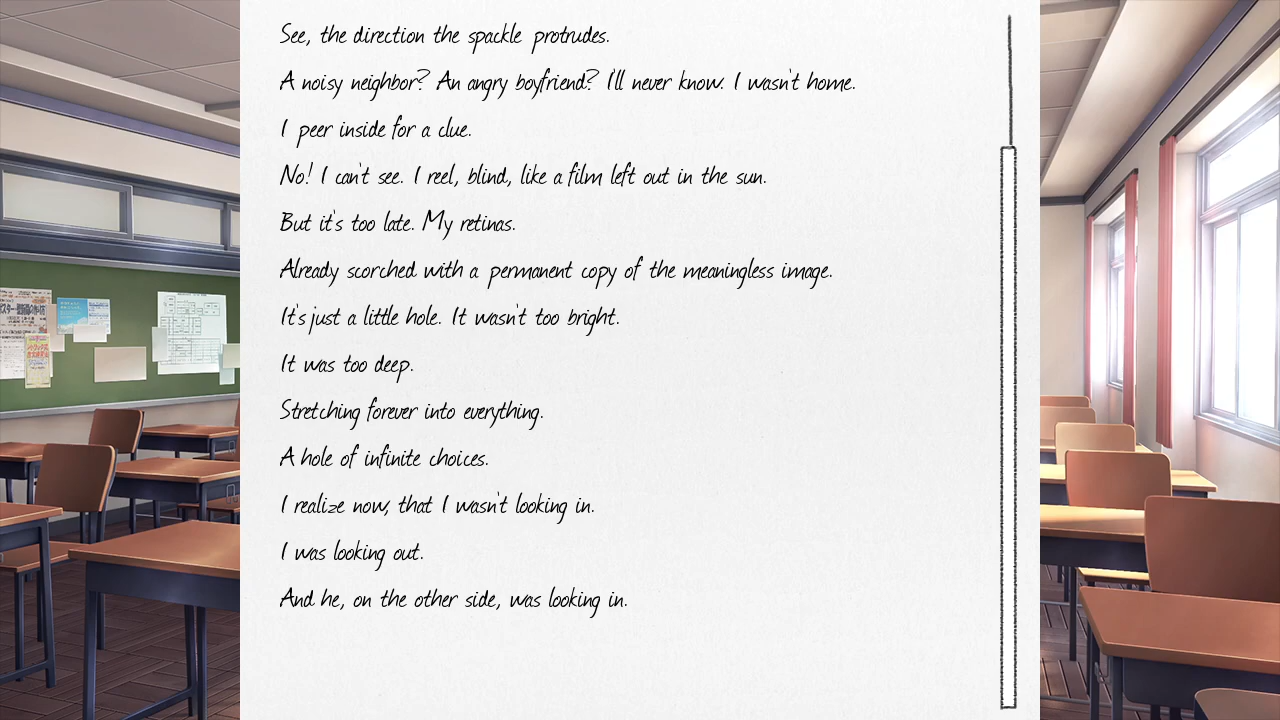 See, the direction the spackle protrudes.
A noisy neighbor? An angry boyfriend? I'll never know. I wasn't home.
I peer inside for a clue.
No! I can't see. I reel, blind, like a film left out in the sun.
But it's too late. My retinas.
Already scorched with a permanent copy of the meaningless image.
It's just a little hole. It wasn't too bright.
It was too deep.
Stretching forever into everything.
A hole of infinite choices.
I realize now, that I wasn't looking in.
I was looking out.
And he, on the other side, was looking in.